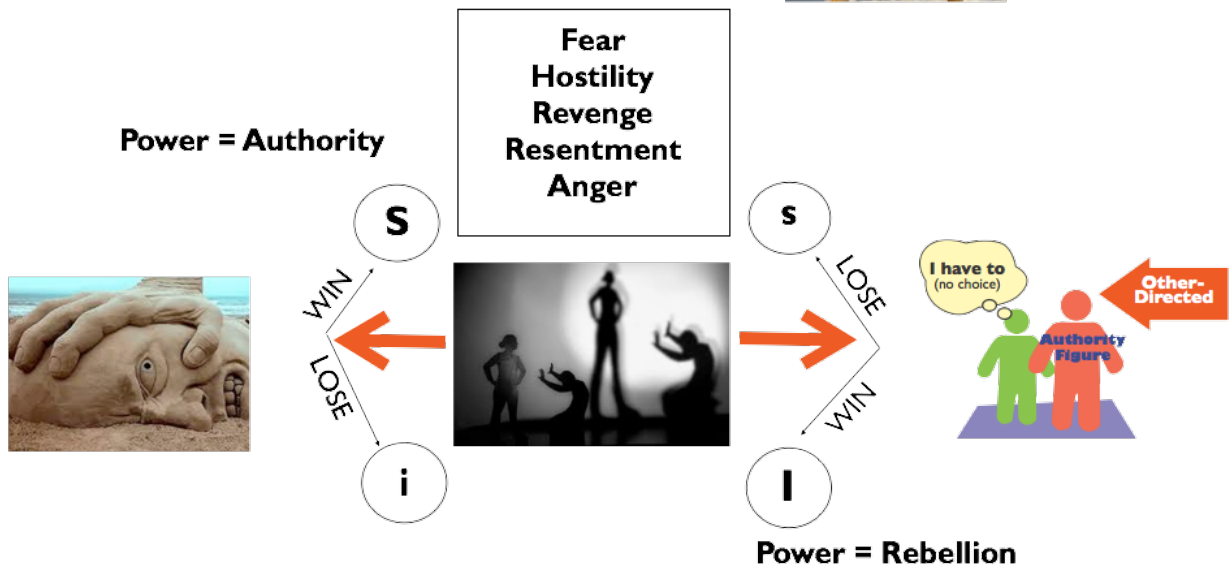 Fear
Hostility
Revenge
Resentment
Anger
Power = Authority
S
WIN
LOSE
i
s
LOSE
WIN
I
Power = Rebellion
I have to
(no choice)
Other-
Directed
Authority
Figure